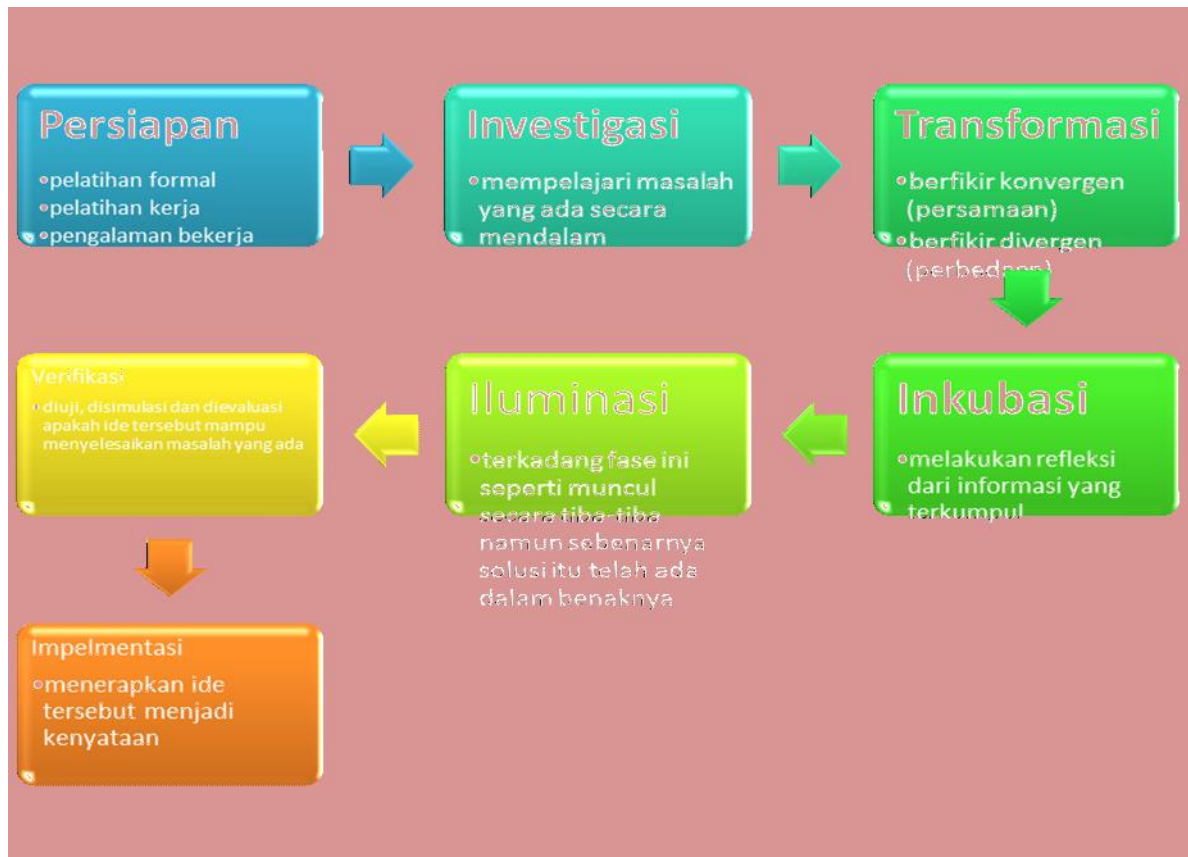 Persiapan
•pelatihan formal
•pelatihan kerja
•pengalaman bekerja
Investigasi
•mempelajari masalah
yang ada secara
mendalam
Transformasi
•berfikir konvergen
(persamaan)
•berfikir divergen
(perbedaan)
Inkubasi
•melakukan refleksi
dari informasi yang
terkumpul
Iluminasi
•terkadang fase ini
seperti muncul
secara tiba-tiba
namun sebenarnya
solusi itu telah ada
dalam benaknya
Verifikasi
•diuji, disimulasi dan dievaluasi
apakah ide tersebut mampu
menyelesaikan masalah yang ada
Impelmentasi
•menerapkan ide
tersebut menjadi
kenyataan